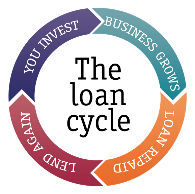 YOU INVEST
BUSINESS GROWS
LOAN REPAID
LEND AGAIN
The
loan
cycle